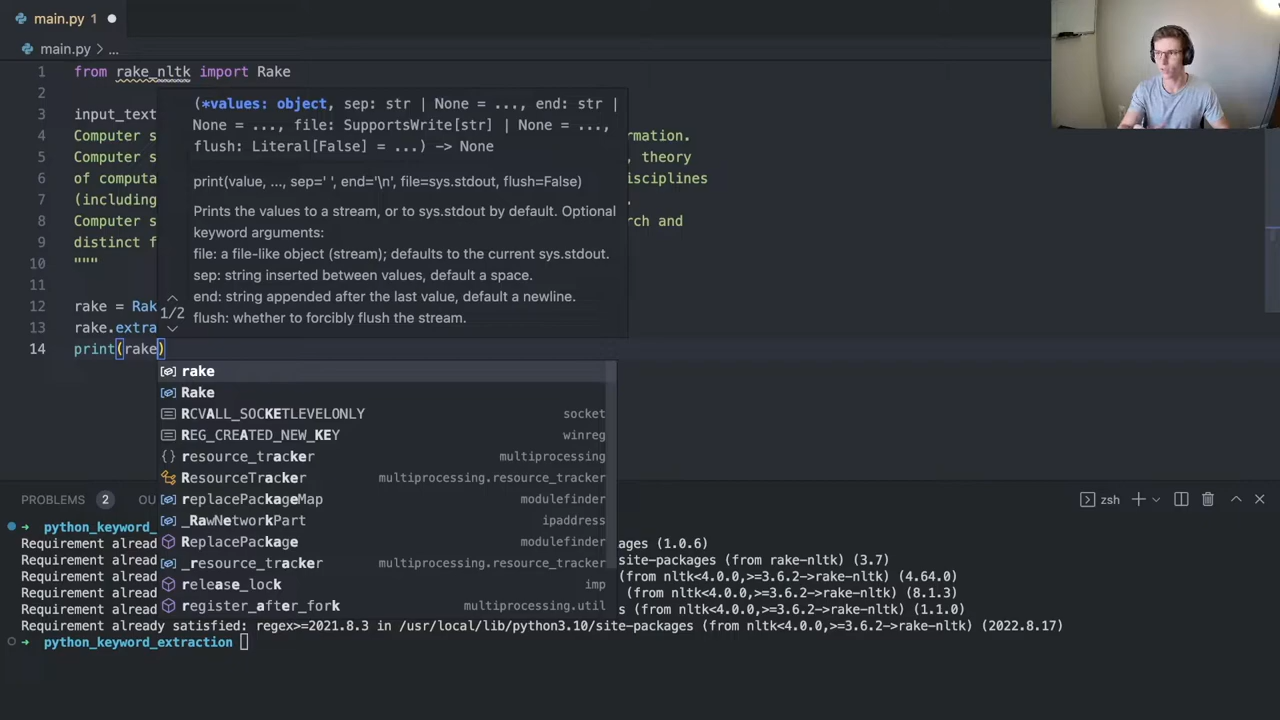 main.py 1
main.py > ...
1 from rake_nltk import Rake
2
(*values: object, sep: str | None = ..., end: str |
3 input_text
None = ..., file: SupportsWrite[str] | None = ...,
4 Computer s rmation.
flush: Literal[False] = ...) -> None
5 Computer s , theory
6 of computa isciplines
print(value, ..., sep=' ', end='\n', file=sys.stdout, flush=False)
7 (including .
Prints the values to a stream, or to sys.stdout by default. Optional
8 Computer s rch and
keyword arguments:
9 distinct f
file: a file-like object (stream); defaults to the current sys.stdout.
10 """
sep: string inserted between values, default a space.
11
end: string appended after the last value, default a newline.
12 rake = Rak
1/2
flush: whether to forcibly flush the stream.
13 rake.extra
14 print(rake)
rake
Rake
RCVALL_SOCKETLEVELONLY socket
REG_CREATED_NEW_KEY winreg
resource_tracker multiprocessing
ResourceTracker multiprocessing.resource_tracker
replacePackageMap modulefinder
_RawNetworkPart ipaddress
ReplacePackage modulefinder
_resource_tracker multiprocessing.resource_tracker
release_lock imp
register_after_fork multiprocessing.util
PROBLEMS 2 OU zsh
python_keyword_
Requirement alread ages (1.0.6)
Requirement alread site-packages (from rake-nltk) (3.7)
Requirement alread (from nltk<4.0.0,>=3.6.2->rake-nltk) (4.64.0)
Requirement alread (from nltk<4.0.0,>=3.6.2->rake-nltk) (8.1.3)
Requirement alread s (from nltk<4.0.0,>=3.6.2->rake-nltk) (1.1.0)
Requirement already satisfied: regex>=2021.8.3 in /usr/local/lib/python3.10/site-packages (from nltk<4.0.0,>=3.6.2->rake-nltk) (2022.8.17)
python_keyword_extraction